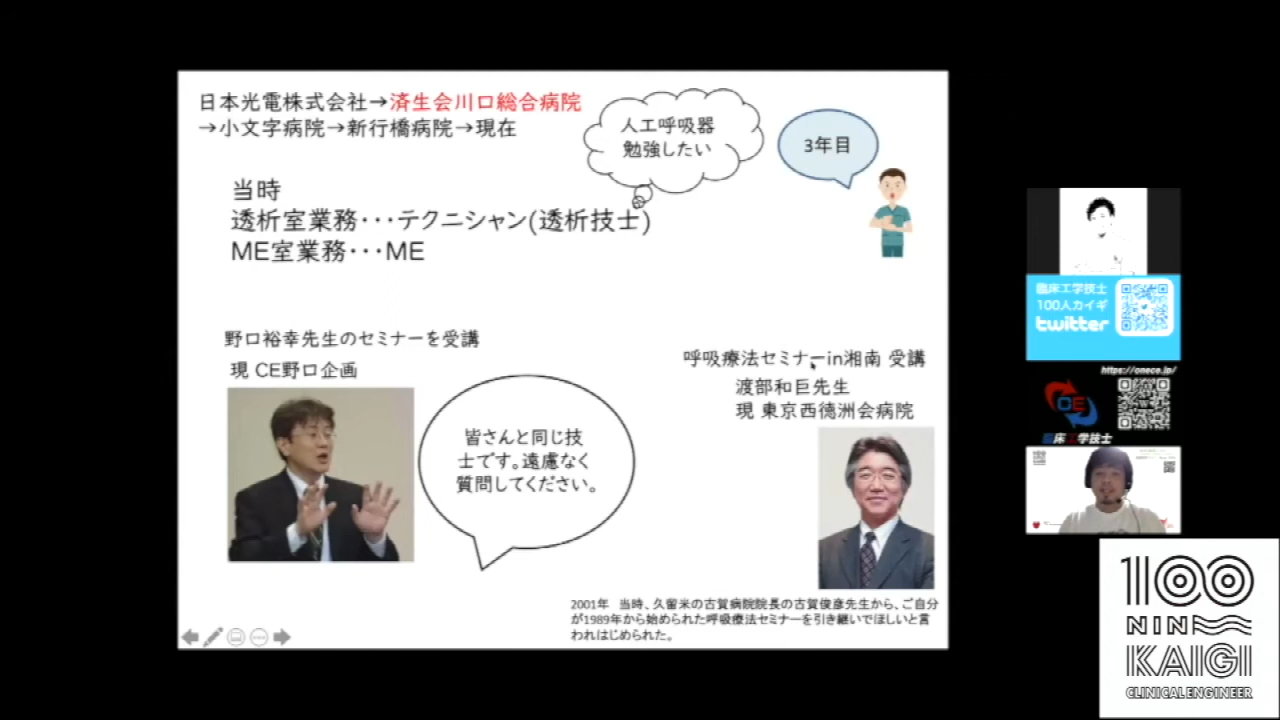 日本光電株式会社→済生会川口総合病院
→小文字病院→新行橋病院→現在
人工呼吸器
勉強したい
3年目
当時
透析室業務･･･テクニシャン(透析技士)
ME室業務･･･ME
野口裕幸先生のセミナーを受講
現 CE野口企画
皆さんと同じ技
士です。遠慮なく
質問してください。
呼吸療法セミナーin湘南 受講
渡部和巨先生
現 東京西徳洲会病院
2001年 当時、久留米の古賀病院院長の古賀俊彦先生から、ご自分
が1989年から始められた呼吸療法セミナーを引き継いでほしいと言
われはじめられた。
臨床工学技士
100人カイギ
twitter
https://onece.jp/
CE
臨床工学技士
100
NIN
KAIGI
CLINICAL ENGINEER